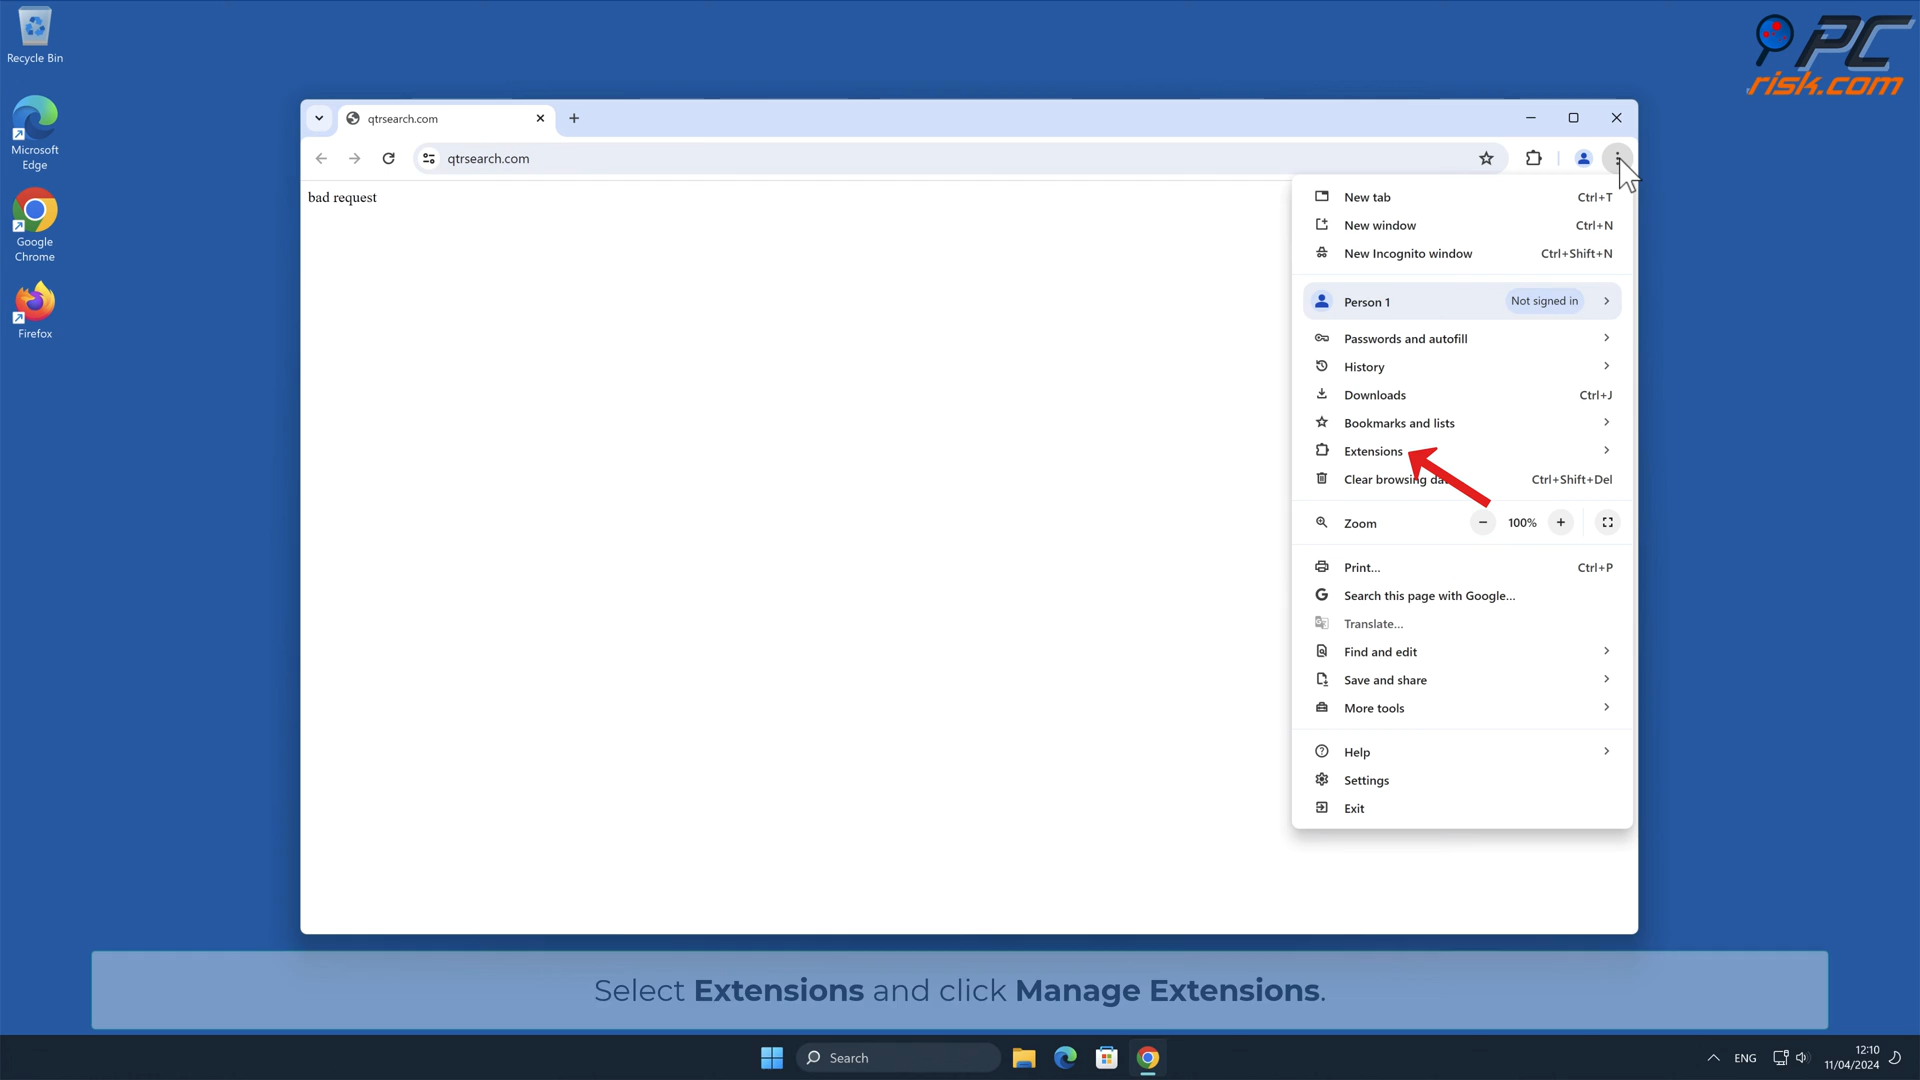 Recycle Bin
Microsoft
Edge
Google
Chrome
Firefox
PC
risk.com
qtrsearch.com
qtrsearch.com
bad request
New tab Ctrl+T
New window Ctrl+N
New Incognito window Ctrl+Shift+N
Person 1 Not signed in
Passwords and autofill
History
Downloads Ctrl+J
Bookmarks and lists
Extensions
Clear browsing Ctrl+Shift+Del
Zoom 100%
Print... Ctrl+P
Search this page with Google...
Translate...
Find and edit
Save and share
More tools
Help
Settings
Exit
Select Extensions and click Manage Extensions.
Search
ENG
12:10
11/04/2024